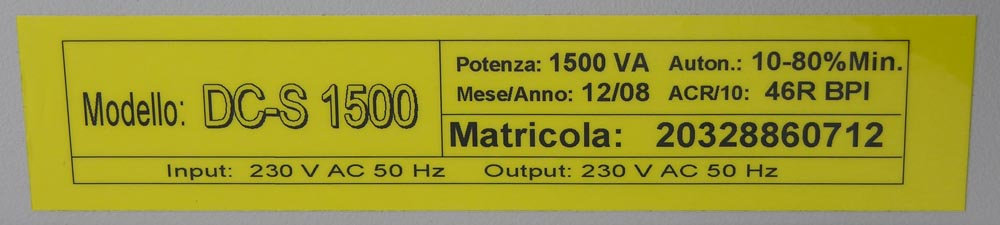 Modello: DC-S 1500
Potenza: 1500 VA Auton.: 10-80%Min.
Mese/Anno: 12/08 ACR/10: 46R BPI
Matricola: 20328860712
Input: 230 V AC 50 Hz Output: 230 V AC 50 Hz